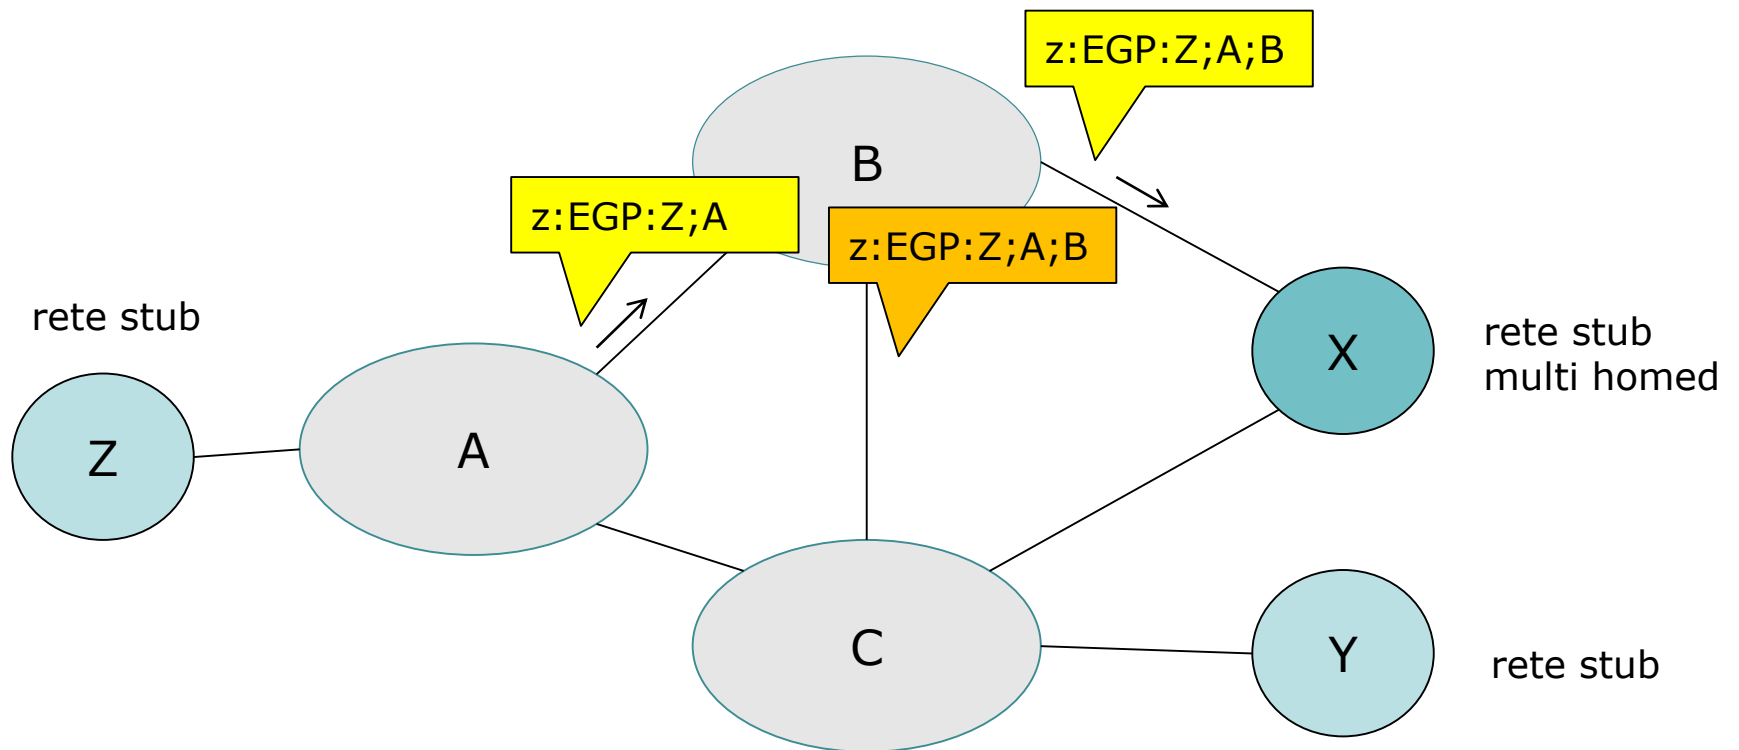 z:EGP:Z;A;B
B
z:EGP:Z;A
z:EGP:Z;A;B
rete stub
X
rete stub
multi homed
Z
A
C
Y
rete stub